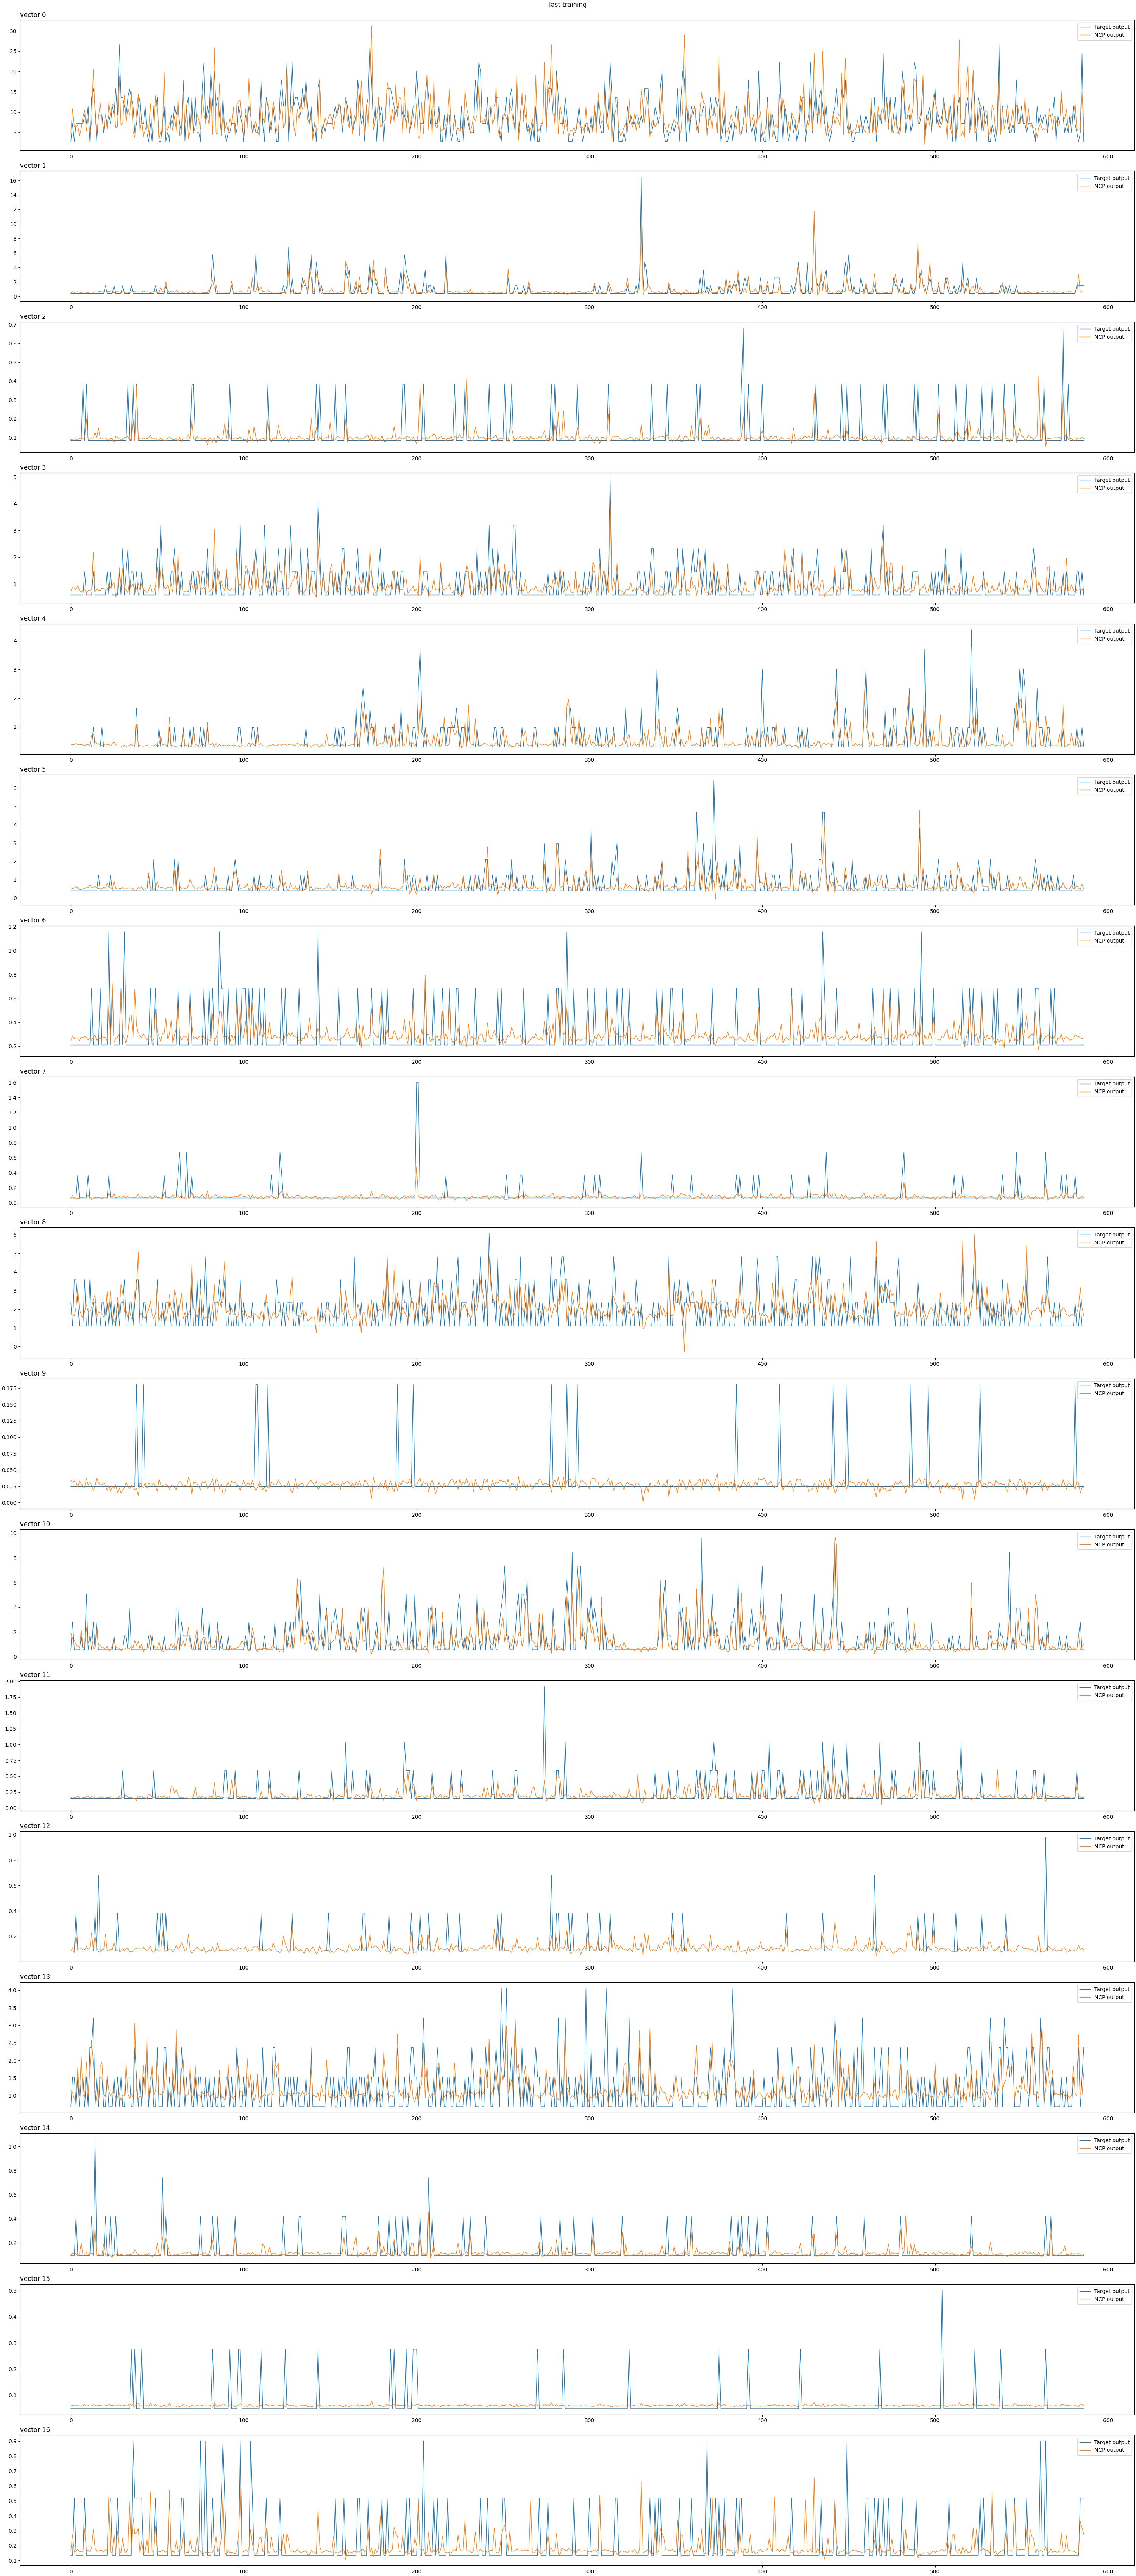 last training
vector 0
Target output
NCP output
30
25
20
15
10
5
0 100 200 300 400 500 600
vector 1
Target output
NCP output
16
14
12
10
8
6
4
2
0
0 100 200 300 400 500 600
vector 2
Target output
NCP output
0.7
0.6
0.5
0.4
0.3
0.2
0.1
0 100 200 300 400 500 600
vector 3
Target output
NCP output
5
4
3
2
1
0 100 200 300 400 500 600
vector 4
Target output
NCP output
4
3
2
1
0 100 200 300 400 500 600
vector 5
Target output
NCP output
6
5
4
3
2
1
0
0 100 200 300 400 500 600
vector 6
Target output
NCP output
1.2
1.0
0.8
0.6
0.4
0.2
0 100 200 300 400 500 600
vector 7
Target output
NCP output
1.6
1.4
1.2
1.0
0.8
0.6
0.4
0.2
0.0
0 100 200 300 400 500 600
vector 8
Target output
NCP output
6
5
4
3
2
1
0
0 100 200 300 400 500 600
vector 9
Target output
NCP output
0.175
0.150
0.125
0.100
0.075
0.050
0.025
0.000
0 100 200 300 400 500 600
vector 10
Target output
NCP output
10
8
6
4
2
0
0 100 200 300 400 500 600
vector 11
Target output
NCP output
2.00
1.75
1.50
1.25
1.00
0.75
0.50
0.25
0.00
0 100 200 300 400 500 600
vector 12
Target output
NCP output
1.0
0.8
0.6
0.4
0.2
0 100 200 300 400 500 600
vector 13
Target output
NCP output
4.0
3.5
3.0
2.5
2.0
1.5
1.0
0 100 200 300 400 500 600
vector 14
Target output
NCP output
1.0
0.8
0.6
0.4
0.2
0 100 200 300 400 500 600
vector 15
Target output
NCP output
0.5
0.4
0.3
0.2
0.1
0 100 200 300 400 500 600
vector 16
Target output
NCP output
0.9
0.8
0.7
0.6
0.5
0.4
0.3
0.2
0.1
0 100 200 300 400 500 600